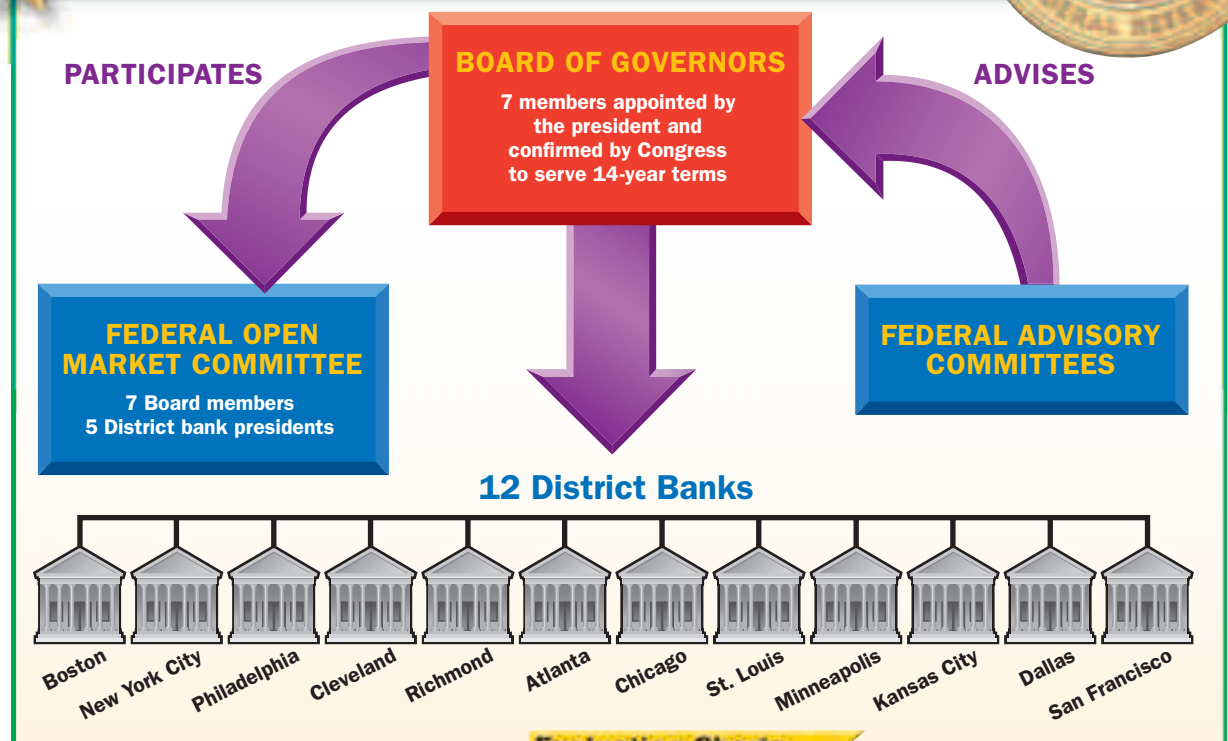 PARTICIPATES
BOARD OF GOVERNORS
7 members appointed by
the president and
confirmed by Congress
to serve 14-year terms
ADVISES
FEDERAL OPEN
MARKET COMMITTEE
7 Board members
5 District bank presidents
FEDERAL ADVISORY
COMMITTEES
12 District Banks
Boston
New York City
Philadelphia
Cleveland
Richmond
Atlanta
Chicago
St. Louis
Minneapolis
Kansas City
Dallas
San Francisco